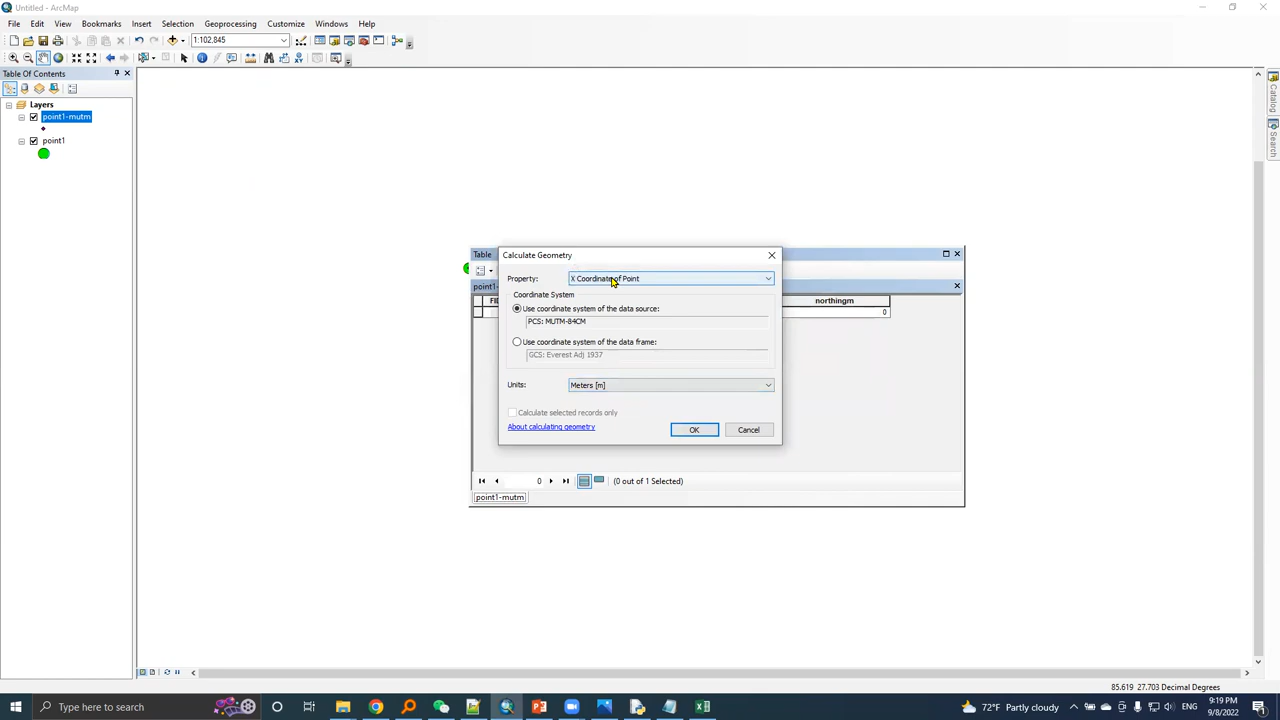 Untitled - ArcMap
File Edit View Bookmarks Insert Selection Geoprocessing Customize Windows Help
1:102,845
Table Of Contents
Layers
point1-mutm
point1
Catalog
Search
Table
point1-
FID
northingm
0
Calculate Geometry
Property: X Coordinate of Point
Coordinate System
Use coordinate system of the data source:
PCS: MUTM-84CM
Use coordinate system of the data frame:
GCS: Everest Adj 1937
Units: Meters [m]
Calculate selected records only
About calculating geometry
OK Cancel
0 (0 out of 1 Selected)
point1-mutm
85.619 27.703 Decimal Degrees
Type here to search
72°F Partly cloudy
ENG
9:19 PM
9/8/2022